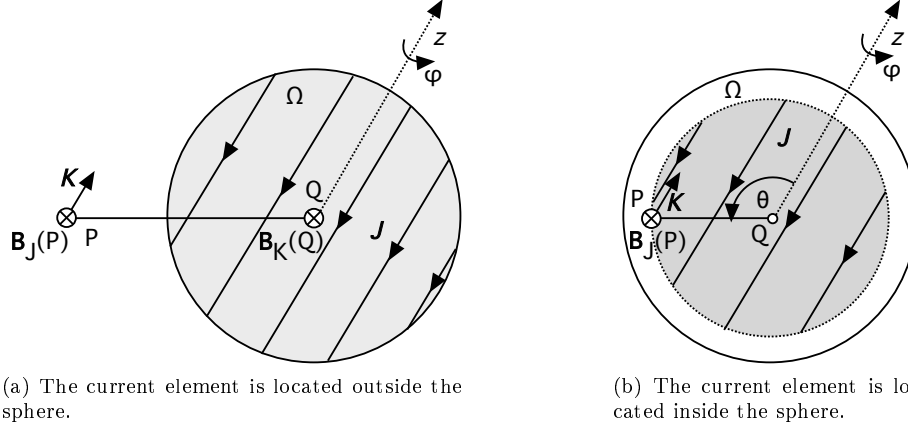 z
φ
Ω
K
Q
B_J(P)
P
B_K(Q)
J
(a) The current element is located outside the
sphere.
z
φ
Ω
J
P
K
θ
B_J(P)
Q
(b) The current element is lo-
cated inside the sphere.